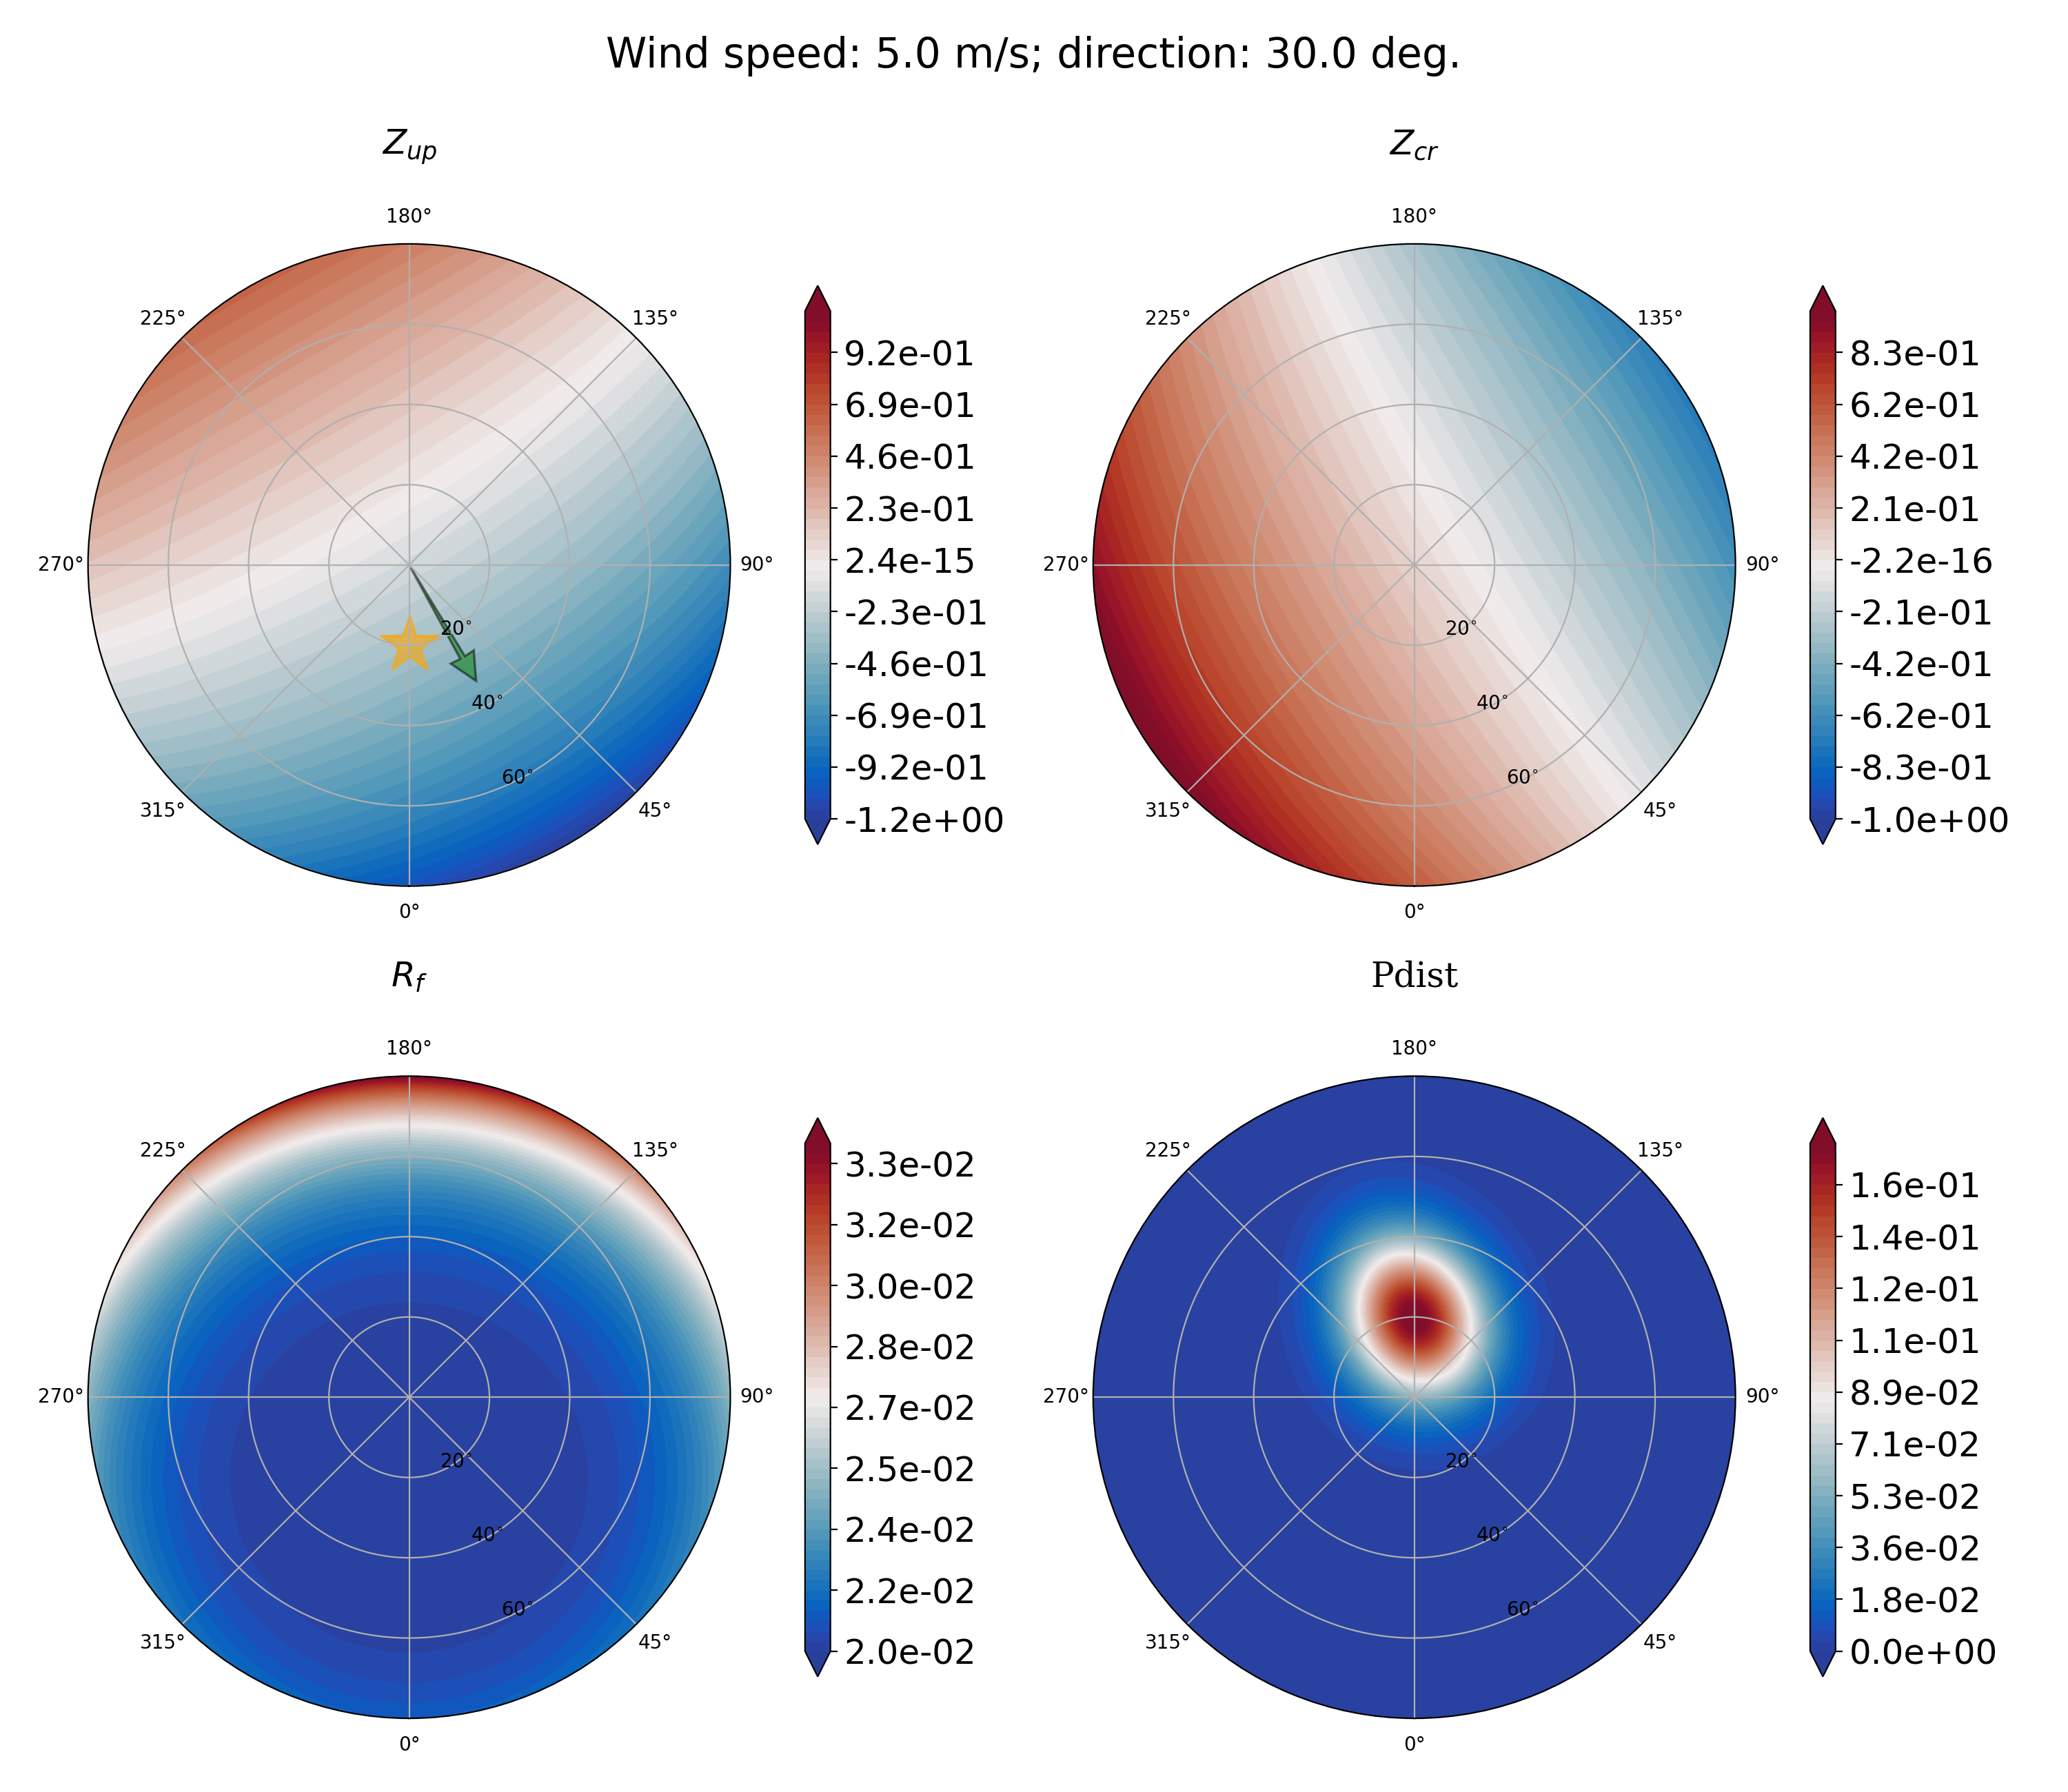 Wind speed: 5.0 m/s; direction: 30.0 deg.
Z_up
180°
225°
135°
270°
90°
315°
45°
0°
20°
40°
60°
9.2e-01
6.9e-01
4.6e-01
2.3e-01
2.4e-15
-2.3e-01
-4.6e-01
-6.9e-01
-9.2e-01
-1.2e+00
Z_cr
180°
225°
135°
270°
90°
315°
45°
0°
20°
40°
60°
8.3e-01
6.2e-01
4.2e-01
2.1e-01
-2.2e-16
-2.1e-01
-4.2e-01
-6.2e-01
-8.3e-01
-1.0e+00
R_f
180°
225°
135°
270°
90°
315°
45°
0°
20°
40°
60°
3.3e-02
3.2e-02
3.0e-02
2.8e-02
2.7e-02
2.5e-02
2.4e-02
2.2e-02
2.0e-02
Pdist
180°
225°
135°
270°
90°
315°
45°
0°
20°
40°
60°
1.6e-01
1.4e-01
1.2e-01
1.1e-01
8.9e-02
7.1e-02
5.3e-02
3.6e-02
1.8e-02
0.0e+00